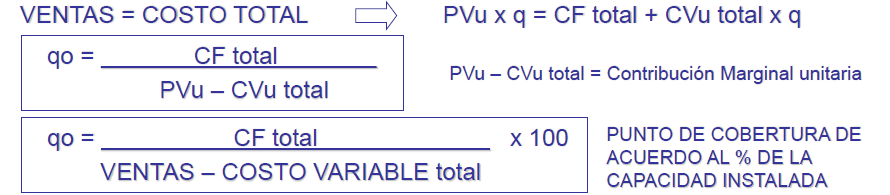 VENTAS = COSTO TOTAL PVu x q = CF total + CVu total x q
qo = CF total
PVu – CVu total
PVu – CVu total = Contribución Marginal unitaria
qo = CF total x 100
VENTAS – COSTO VARIABLE total
PUNTO DE COBERTURA DE
ACUERDO AL % DE LA
CAPACIDAD INSTALADA